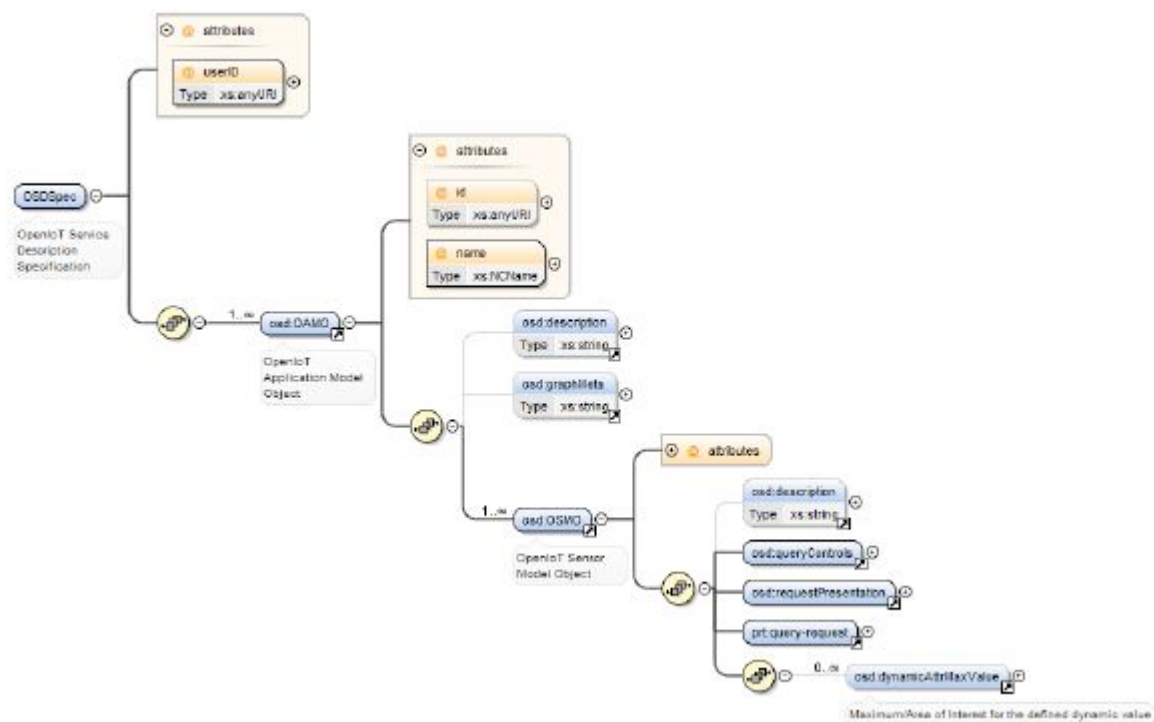 attributes
userID
Type xs:anyURI
OSDSpec
OpenIoT Service
Description
Specification
1..∞
osd:OAMO
OpenIoT
Application Model
Object
attributes
id
Type xs:anyURI
name
Type xs:NCName
osd:description
Type xs:string
osd:graphMeta
Type xs:string
1..∞
osd:OSMO
OpenIoT Sensor
Model Object
attributes
osd:description
Type xs:string
osd:queryControls
osd:requestPresentation
prt:query-request
0..∞
osd:dynamicAttrMaxValue
Maximum/Area of Interest for the defined dynamic value